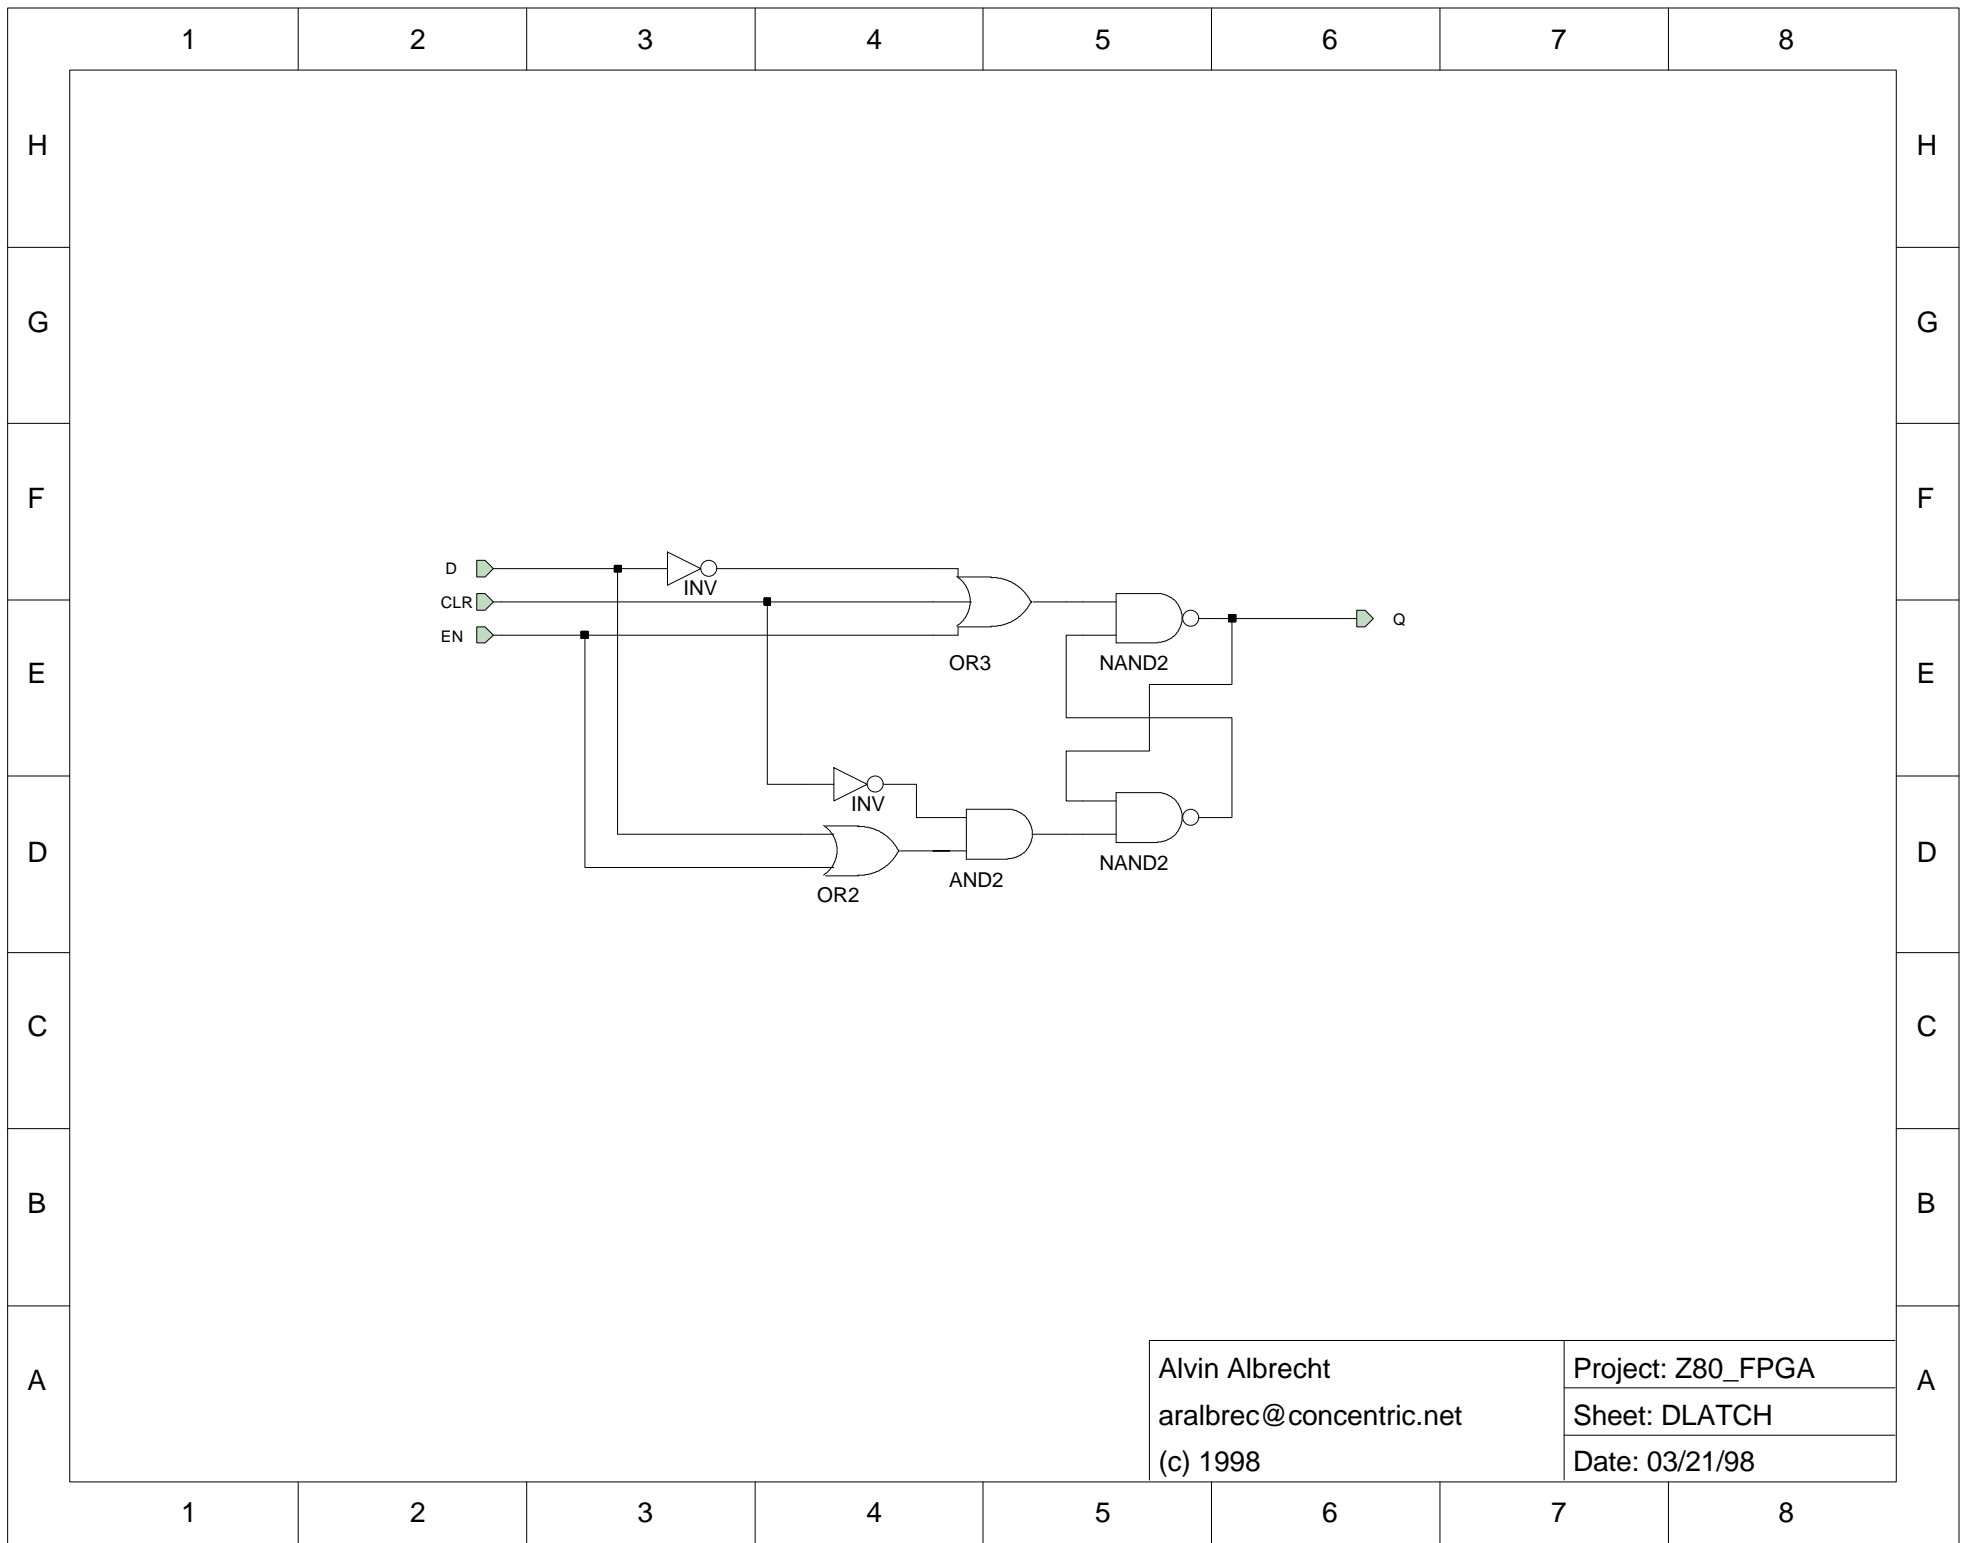 1 2 3 4 5 6 7 8
H H
G G
F F
D
INV
CLR
EN
Q
E E
OR3 NAND2
INV
D D
NAND2
AND2
OR2
C C
B B
A A
Alvin Albrecht
Project: Z80_FPGA
aralbrec@concentric.net
Sheet: DLATCH
(c) 1998
Date: 03/21/98
1 2 3 4 5 6 7 8